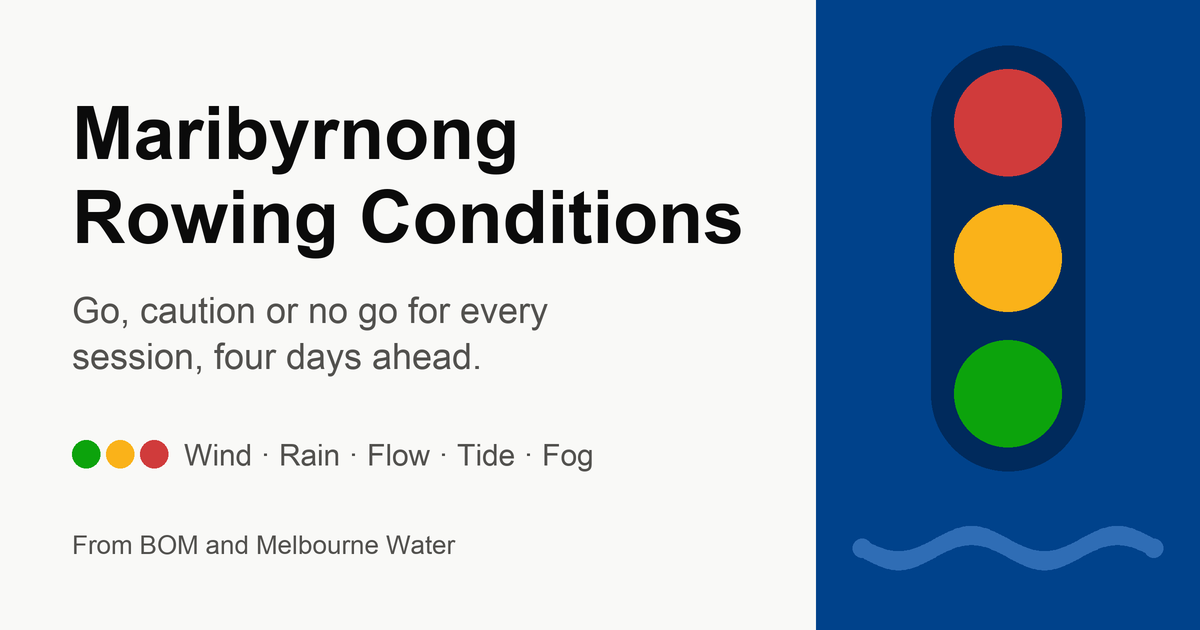 Maribyrnong
Rowing Conditions
Go, caution or no go for every
session, four days ahead.
Wind · Rain · Flow · Tide · Fog
From BOM and Melbourne Water